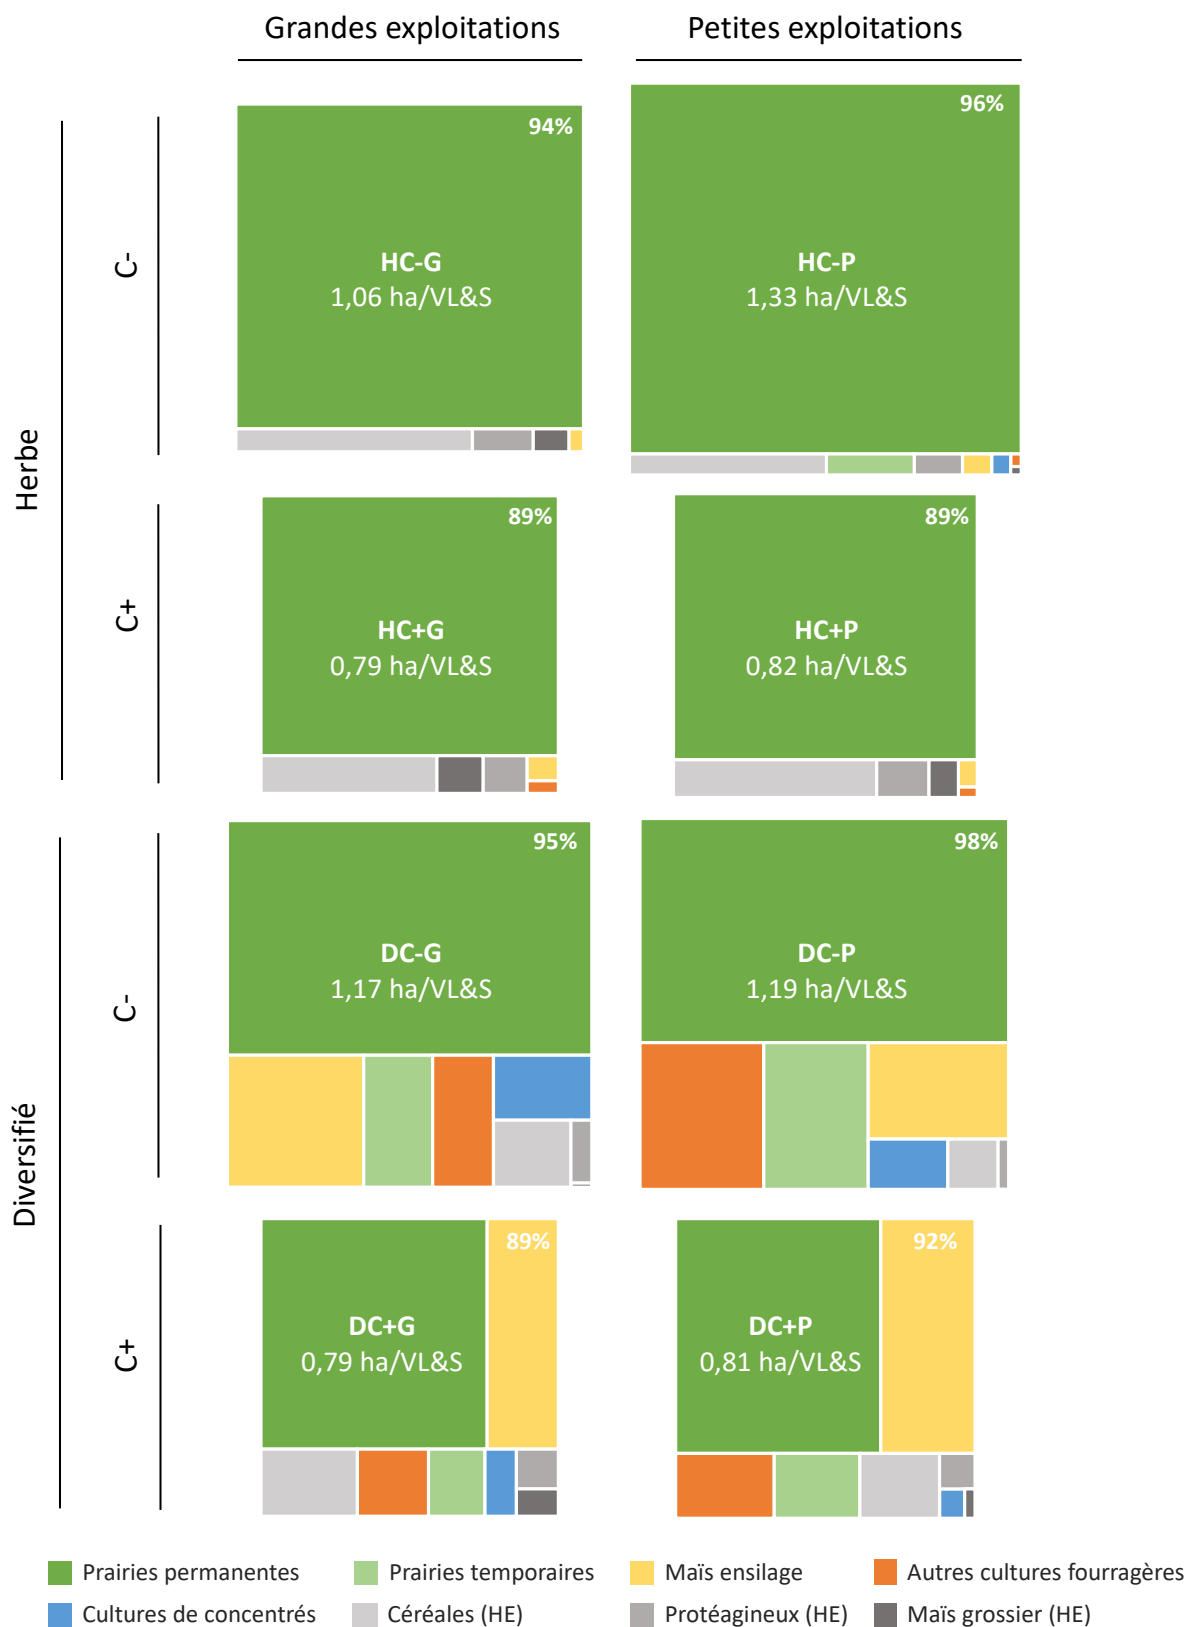 Grandes exploitations
Petites exploitations
Herbe
C-
94%
HC-G
1,06 ha/VL&S
96%
HC-P
1,33 ha/VL&S
C+
89%
HC+G
0,79 ha/VL&S
89%
HC+P
0,82 ha/VL&S
Diversifié
C-
95%
DC-G
1,17 ha/VL&S
98%
DC-P
1,19 ha/VL&S
C+
89%
DC+G
0,79 ha/VL&S
92%
DC+P
0,81 ha/VL&S
Prairies permanentes
Prairies temporaires
Maïs ensilage
Autres cultures fourragères
Cultures de concentrés
Céréales (HE)
Protéagineux (HE)
Maïs grossier (HE)